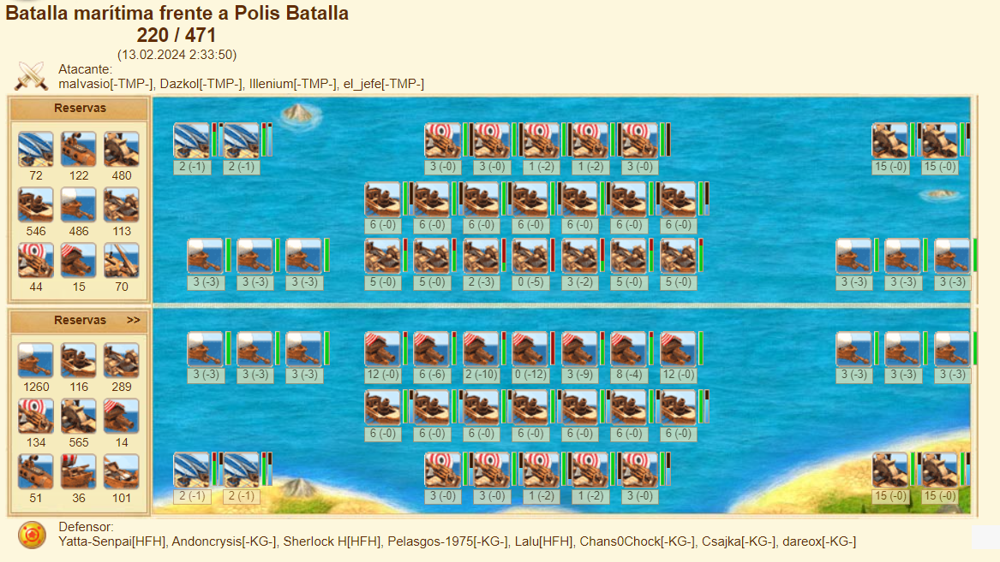 Batalla marítima frente a Polis Batalla
220 / 471
(13.02.2024 2:33:50)
Atacante:
malvasio[-TMP-], Dazkol[-TMP-], Illenium[-TMP-], el_jefe[-TMP-]
Reservas
72 122 480
546 486 113
44 15 70
2 (-1) 2 (-1) 3 (-0) 3 (-0) 1 (-2) 1 (-2) 3 (-0) 15 (-0) 15 (-0)
6 (-0) 6 (-0) 6 (-0) 6 (-0) 6 (-0) 6 (-0) 6 (-0)
3 (-3) 3 (-3) 3 (-3) 5 (-0) 5 (-0) 2 (-3) 0 (-5) 3 (-2) 5 (-0) 5 (-0) 3 (-3) 3 (-3) 3 (-3)
Reservas >>
1260 116 289
134 565 14
51 36 101
3 (-3) 3 (-3) 3 (-3) 12 (-0) 6 (-6) 2 (-10) 0 (-12) 3 (-9) 8 (-4) 12 (-0) 3 (-3) 3 (-3) 3 (-3)
6 (-0) 6 (-0) 6 (-0) 6 (-0) 6 (-0) 6 (-0) 6 (-0)
2 (-1) 2 (-1) 3 (-0) 3 (-0) 1 (-2) 1 (-2) 3 (-0) 15 (-0) 15 (-0)
Defensor:
Yatta-Senpai[HFH], Andoncrysis[-KG-], Sherlock H[HFH], Pelasgos-1975[-KG-], Lalu[HFH], Chans0Chock[-KG-], Csajka[-KG-], dareox[-KG-]